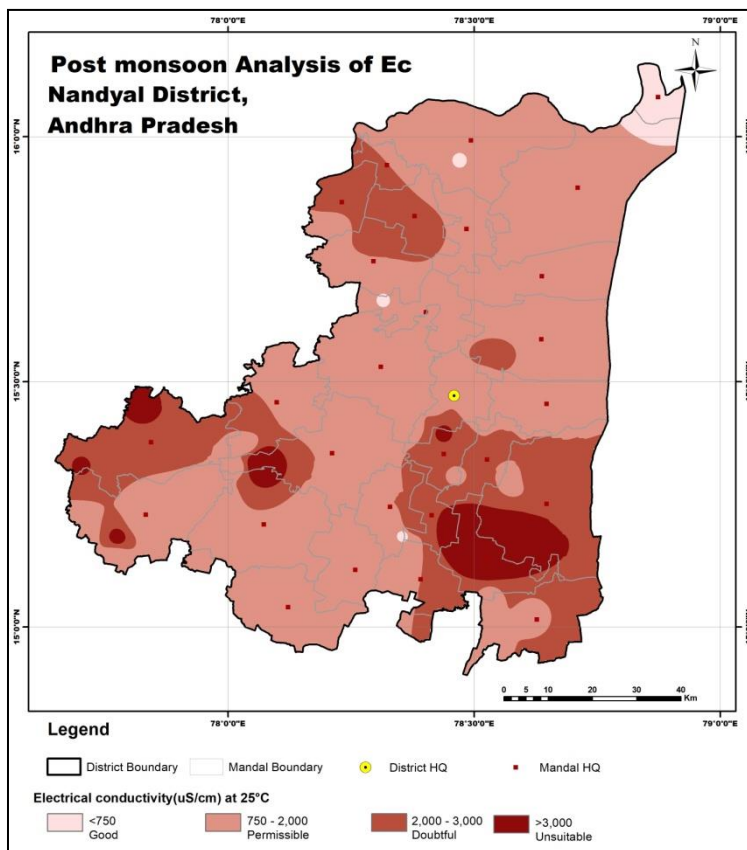 78°0'0"E
78°30'0"E
79°0'0"E
Post monsoon Analysis of Ec
Nandyal District,
Andhra Pradesh
N
16°0'0"N
15°30'0"N
15°0'0"N
0 5 10 20 30 40
Km
78°0'0"E
78°30'0"E
79°0'0"E
Legend
District Boundary
Mandal Boundary
District HQ
Mandal HQ
Electrical conductivity(uS/cm) at 25°C
<750
Good
750 - 2,000
Permissible
2,000 - 3,000
Doubtful
>3,000
Unsuitable